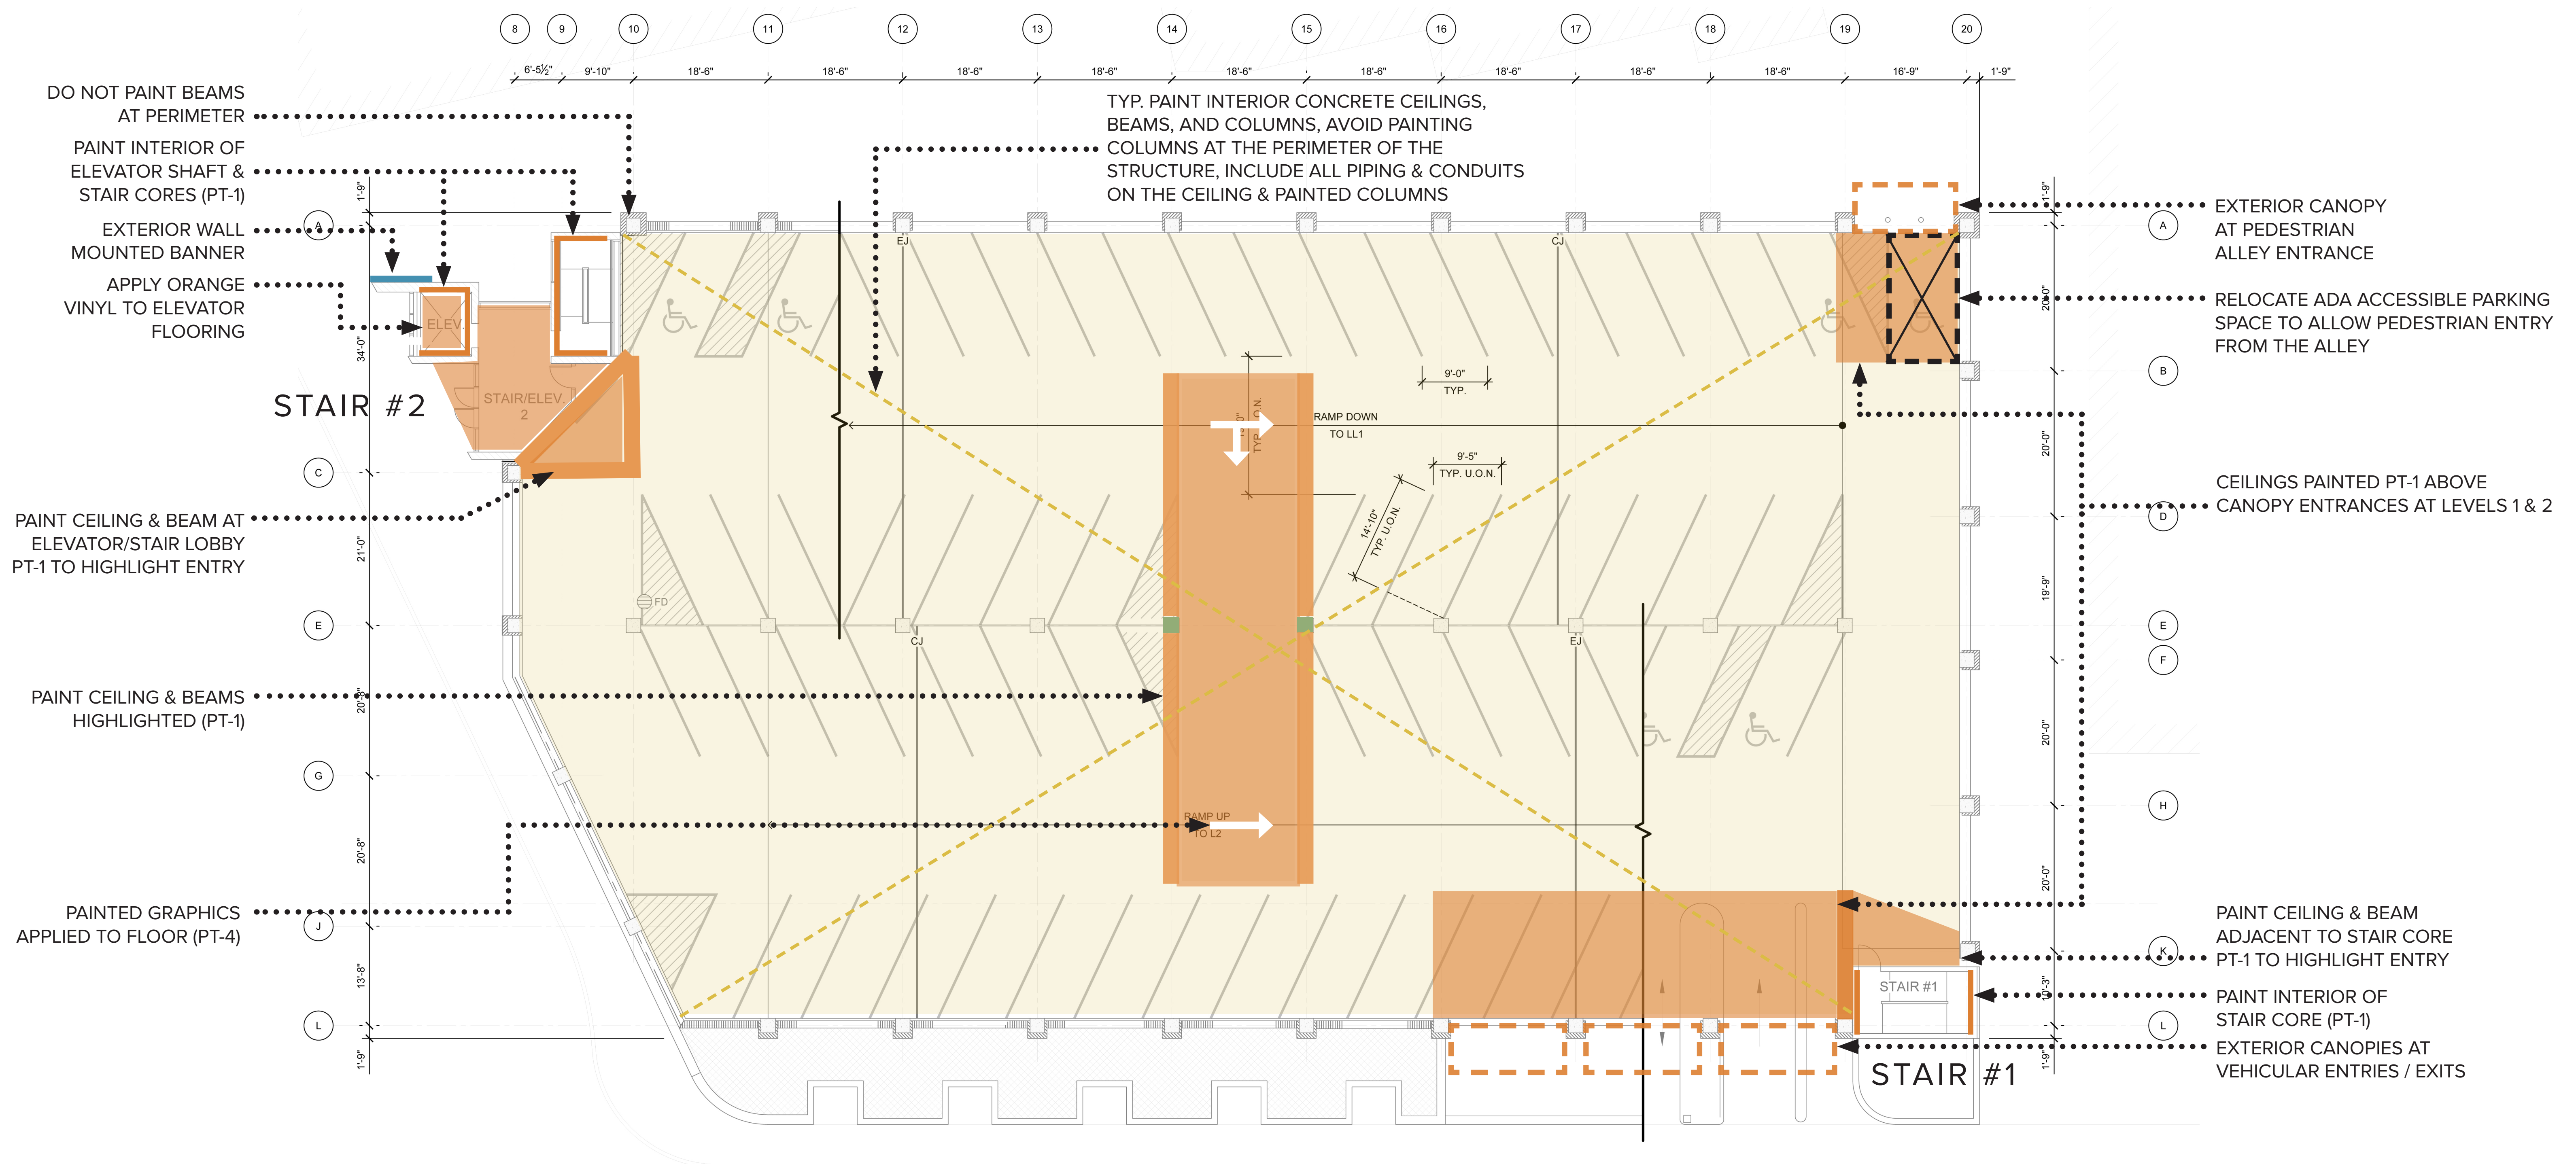 8 9 10 11 12 13 14 15 16 17 18 19 20
6'-5½" 9'-10" 18'-6" 18'-6" 18'-6" 18'-6" 18'-6" 18'-6" 18'-6" 18'-6" 18'-6" 16'-9" 1'-9"
DO NOT PAINT BEAMS
AT PERIMETER
PAINT INTERIOR OF
ELEVATOR SHAFT &
STAIR CORES (PT-1)
EXTERIOR WALL
MOUNTED BANNER
APPLY ORANGE
VINYL TO ELEVATOR
FLOORING
STAIR #2
PAINT CEILING & BEAM AT
ELEVATOR/STAIR LOBBY
PT-1 TO HIGHLIGHT ENTRY
PAINT CEILING & BEAMS
HIGHLIGHTED (PT-1)
PAINTED GRAPHICS
APPLIED TO FLOOR (PT-4)
A
C
E
G
J
L
1'-9"
34'-0"
21'-0"
20'-8"
20'-8"
13'-8"
1'-9"
TYP. PAINT INTERIOR CONCRETE CEILINGS,
BEAMS, AND COLUMNS, AVOID PAINTING
COLUMNS AT THE PERIMETER OF THE
STRUCTURE, INCLUDE ALL PIPING & CONDUITS
ON THE CEILING & PAINTED COLUMNS
EJ
CJ
ELEV.
STAIR/ELEV.
2
9'-0"
TYP.
RAMP DOWN
TO LL1
TYP. U.O.N.
9'-5"
TYP. U.O.N.
14'-10"
TYP. U.O.N.
FD
CJ
EJ
RAMP UP
TO L2
STAIR #1
STAIR #1
1'-9"
20'-0"
20'-0"
19'-9"
20'-0"
20'-0"
10'-3"
1'-9"
A
B
D
E
F
H
K
L
EXTERIOR CANOPY
AT PEDESTRIAN
ALLEY ENTRANCE
RELOCATE ADA ACCESSIBLE PARKING
SPACE TO ALLOW PEDESTRIAN ENTRY
FROM THE ALLEY
CEILINGS PAINTED PT-1 ABOVE
CANOPY ENTRANCES AT LEVELS 1 & 2
PAINT CEILING & BEAM
ADJACENT TO STAIR CORE
PT-1 TO HIGHLIGHT ENTRY
PAINT INTERIOR OF
STAIR CORE (PT-1)
EXTERIOR CANOPIES AT
VEHICULAR ENTRIES / EXITS